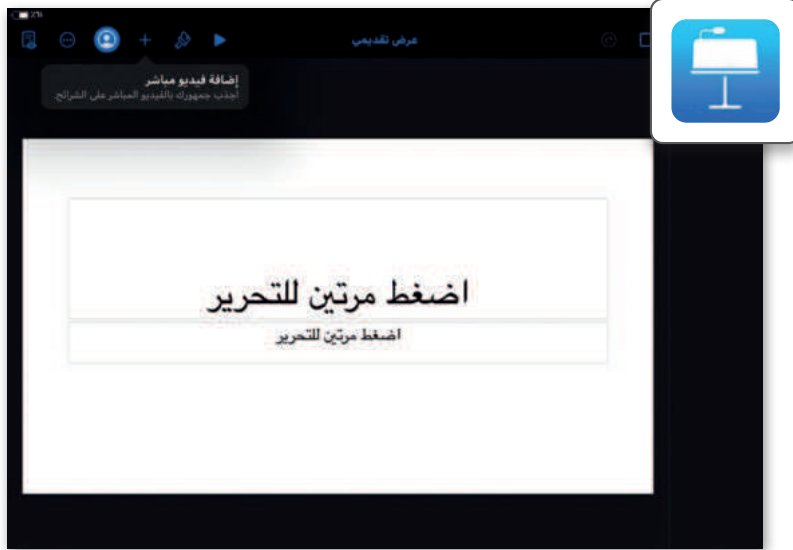 عرض تقديمي
إضافة فيديو مباشر
اجذب جمهورك بالفيديو المباشر على الشرائح.
اضغط مرتين للتحرير
اضغط مرتين للتحرير